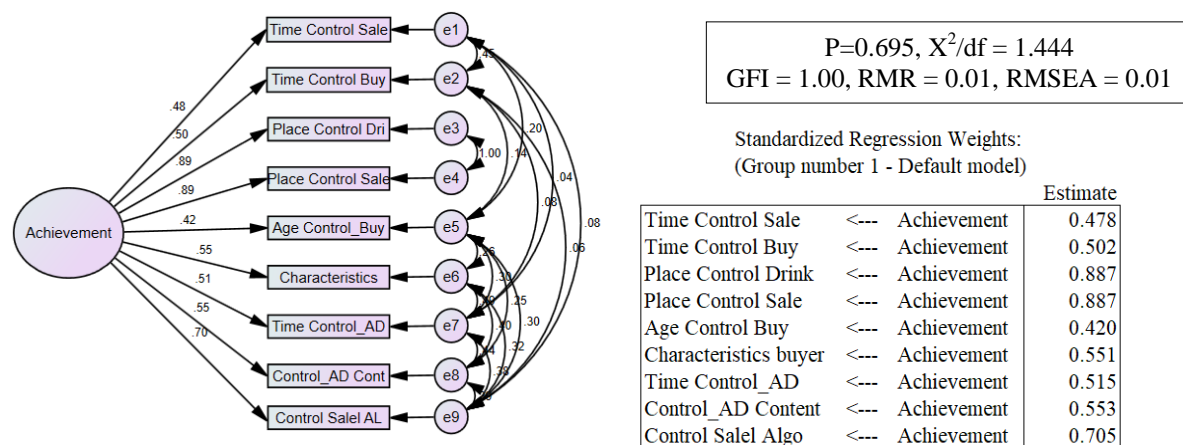 Time Control Sale
e1
.45
Time Control Buy
e2
.48
.50
.20
Place Control Dri
e3
.89
1.00
.14
Place Control Sale
e4
.89
.04
.08
.42
Age Control_Buy
e5
.08
Achievement
.26
.06
.55
Characteristics
e6
.30
.51
.25
.40
.30
Time Control_AD
e7
.55
.32
.70
.38
Control_AD Cont
e8
Control Salel AL
e9
P=0.695, X²/df = 1.444
GFI = 1.00, RMR = 0.01, RMSEA = 0.01
Standardized Regression Weights:
(Group number 1 - Default model)
Estimate
Time Control Sale <--- Achievement 0.478
Time Control Buy <--- Achievement 0.502
Place Control Drink <--- Achievement 0.887
Place Control Sale <--- Achievement 0.887
Age Control Buy <--- Achievement 0.420
Characteristics buyer <--- Achievement 0.551
Time Control_AD <--- Achievement 0.515
Control_AD Content <--- Achievement 0.553
Control Salel Algo <--- Achievement 0.705